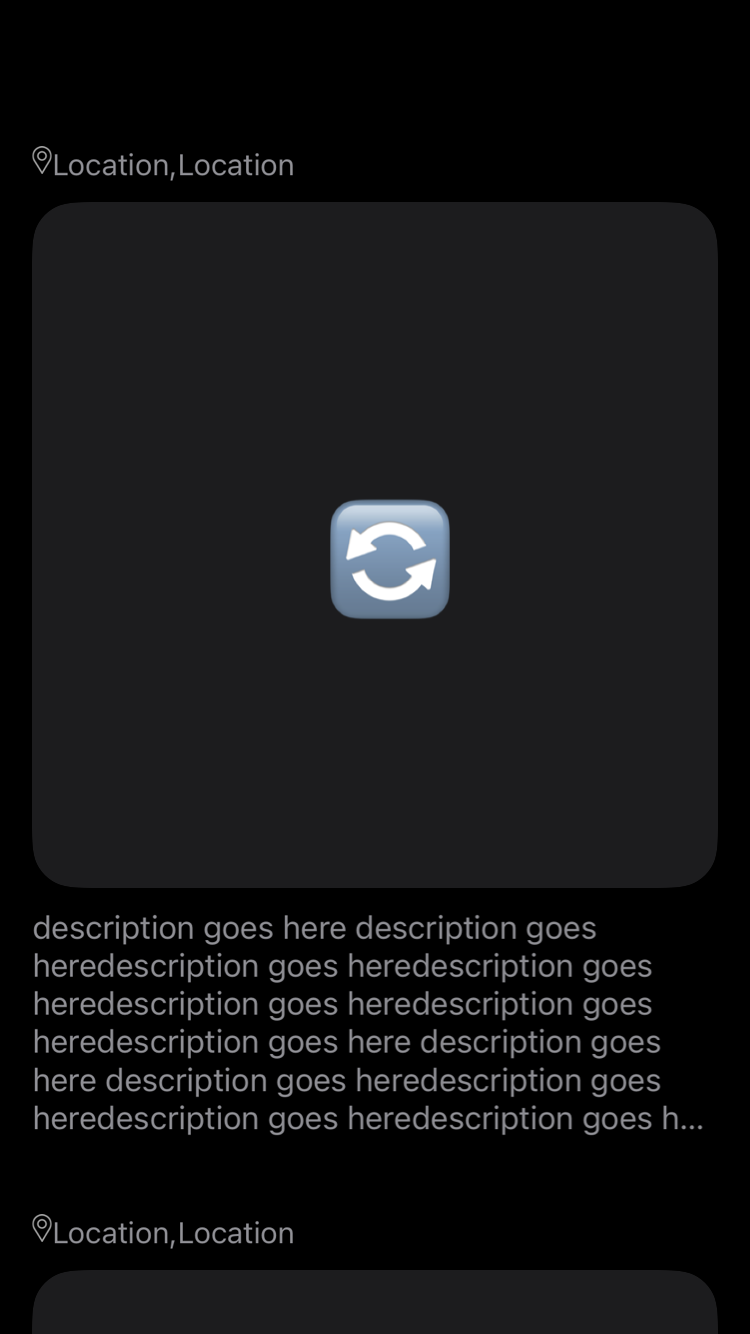 Location,Location
description goes here description goes
heredescription goes heredescription goes
heredescription goes heredescription goes
heredescription goes here description goes
here description goes heredescription goes
heredescription goes heredescription goes h...
Location,Location